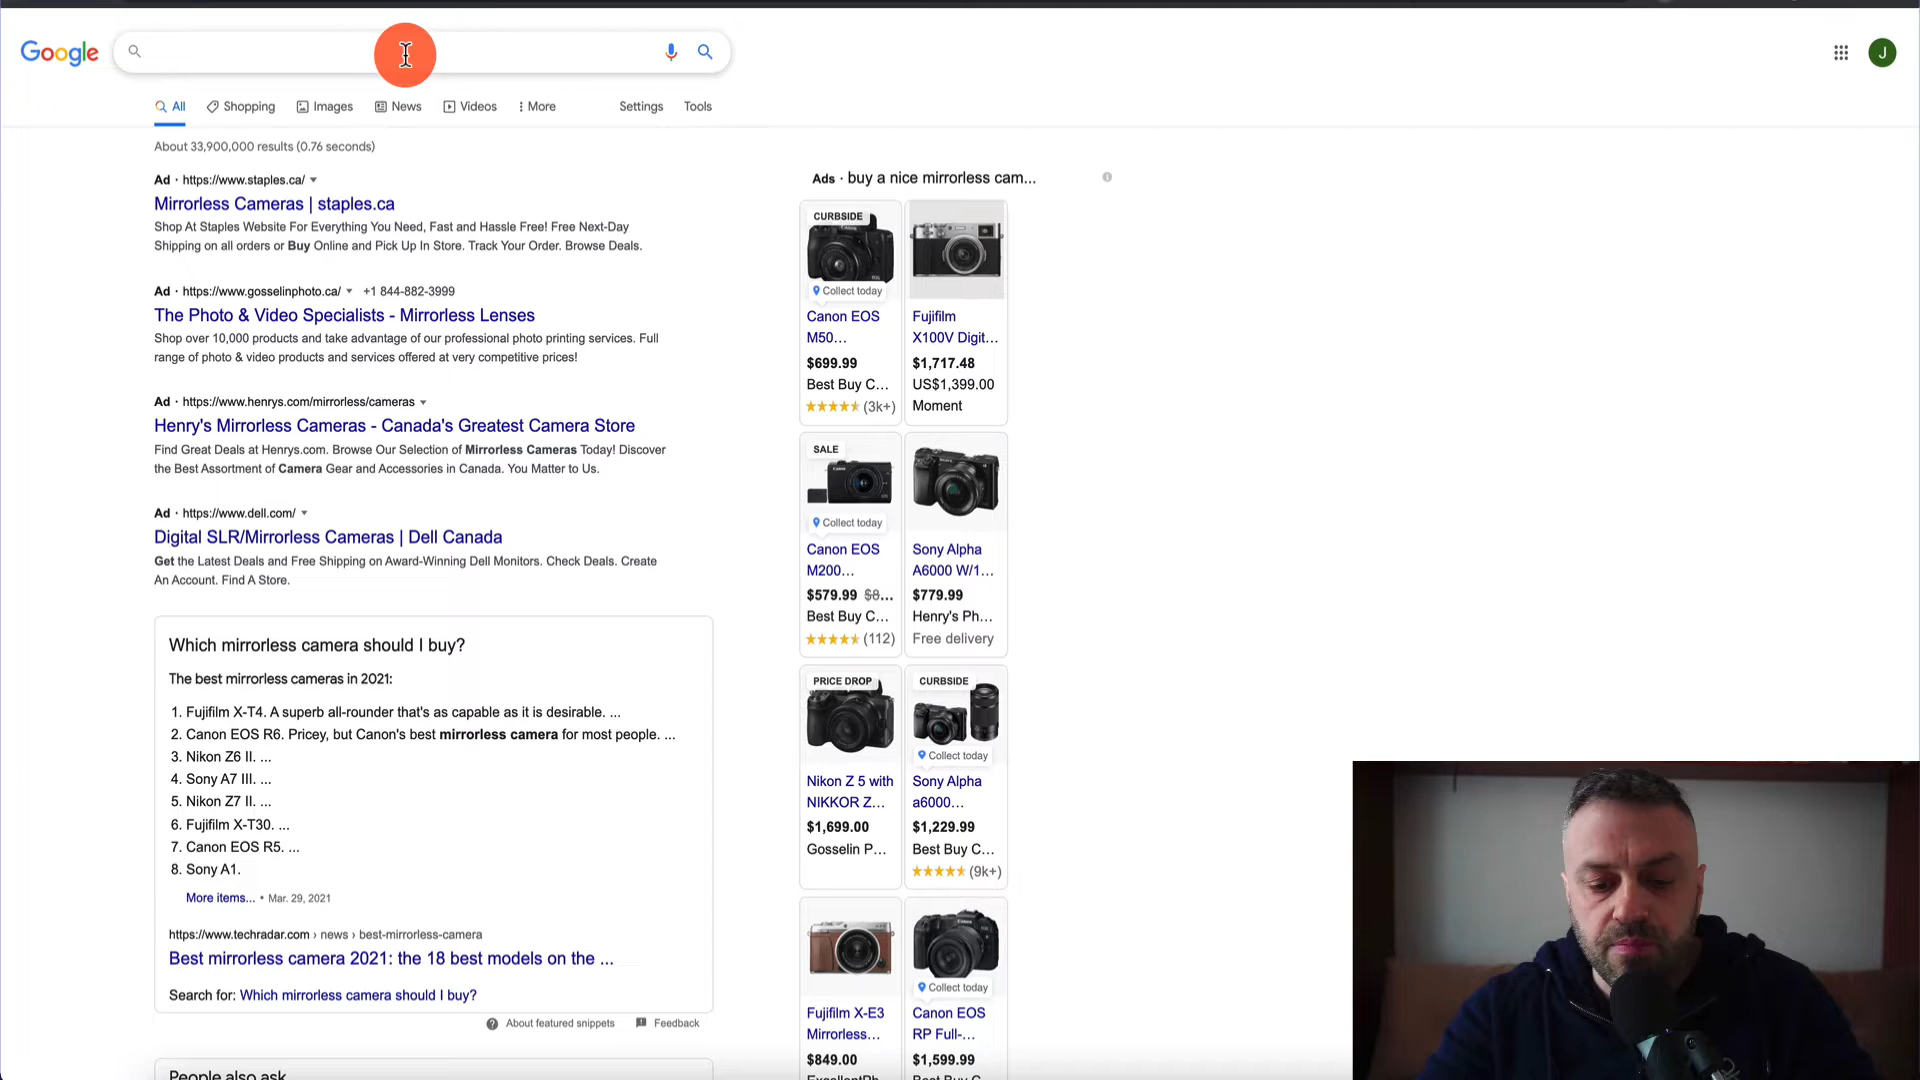 Google
J
All
Shopping
Images
News
Videos
More
Settings
Tools
About 33,900,000 results (0.76 seconds)
Ad · https://www.staples.ca/
Mirrorless Cameras | staples.ca
Shop At Staples Website For Everything You Need, Fast and Hassle Free! Free Next-Day
Shipping on all orders or Buy Online and Pick Up In Store. Track Your Order. Browse Deals.
Ad · https://www.gosselinphoto.ca/ +1 844-882-3999
The Photo & Video Specialists - Mirrorless Lenses
Shop over 10,000 products and take advantage of our professional photo printing services. Full
range of photo & video products and services offered at very competitive prices!
Ad · https://www.henrys.com/mirrorless/cameras
Henry's Mirrorless Cameras - Canada's Greatest Camera Store
Find Great Deals at Henrys.com. Browse Our Selection of Mirrorless Cameras Today! Discover
the Best Assortment of Camera Gear and Accessories in Canada. You Matter to Us.
Ad · https://www.dell.com/
Digital SLR/Mirrorless Cameras | Dell Canada
Get the Latest Deals and Free Shipping on Award-Winning Dell Monitors. Check Deals. Create
An Account. Find A Store.
Which mirrorless camera should I buy?
The best mirrorless cameras in 2021:
1. Fujifilm X-T4. A superb all-rounder that's as capable as it is desirable. ...
2. Canon EOS R6. Pricey, but Canon's best mirrorless camera for most people. ...
3. Nikon Z6 II. ...
4. Sony A7 III. ...
5. Nikon Z7 II. ...
6. Fujifilm X-T30. ...
7. Canon EOS R5. ...
8. Sony A1.
More items... • Mar. 29, 2021
https://www.techradar.com › news › best-mirrorless-camera
Best mirrorless camera 2021: the 18 best models on the ...
Search for: Which mirrorless camera should I buy?
About featured snippets
Feedback
People also ask
Ads · buy a nice mirrorless cam...
CURBSIDE
Collect today
Canon EOS
M50...
$699.99
Best Buy C...
(3k+)
Fujifilm
X100V Digit...
$1,717.48
US$1,399.00
Moment
SALE
Collect today
Canon EOS
M200...
$579.99 $8...
Best Buy C...
(112)
Sony Alpha
A6000 W/1...
$779.99
Henry's Ph...
Free delivery
PRICE DROP
Nikon Z 5 with
NIKKOR Z...
$1,699.00
Gosselin P...
CURBSIDE
Collect today
Sony Alpha
a6000...
$1,229.99
Best Buy C...
(9k+)
Fujifilm X-E3
Mirrorless...
$849.00
Collect today
Canon EOS
RP Full-...
$1,599.99
Best Buy C